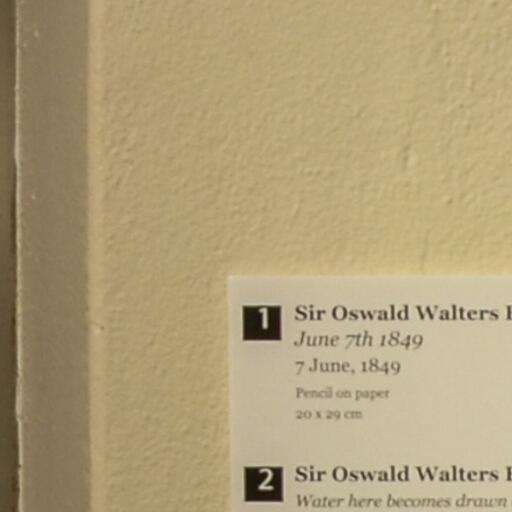 1 Sir Oswald Walters
June 7th 1849
7 June, 1849
Pencil on paper
20 x 29 cm
2 Sir Oswald Walters
Water here becomes drawn